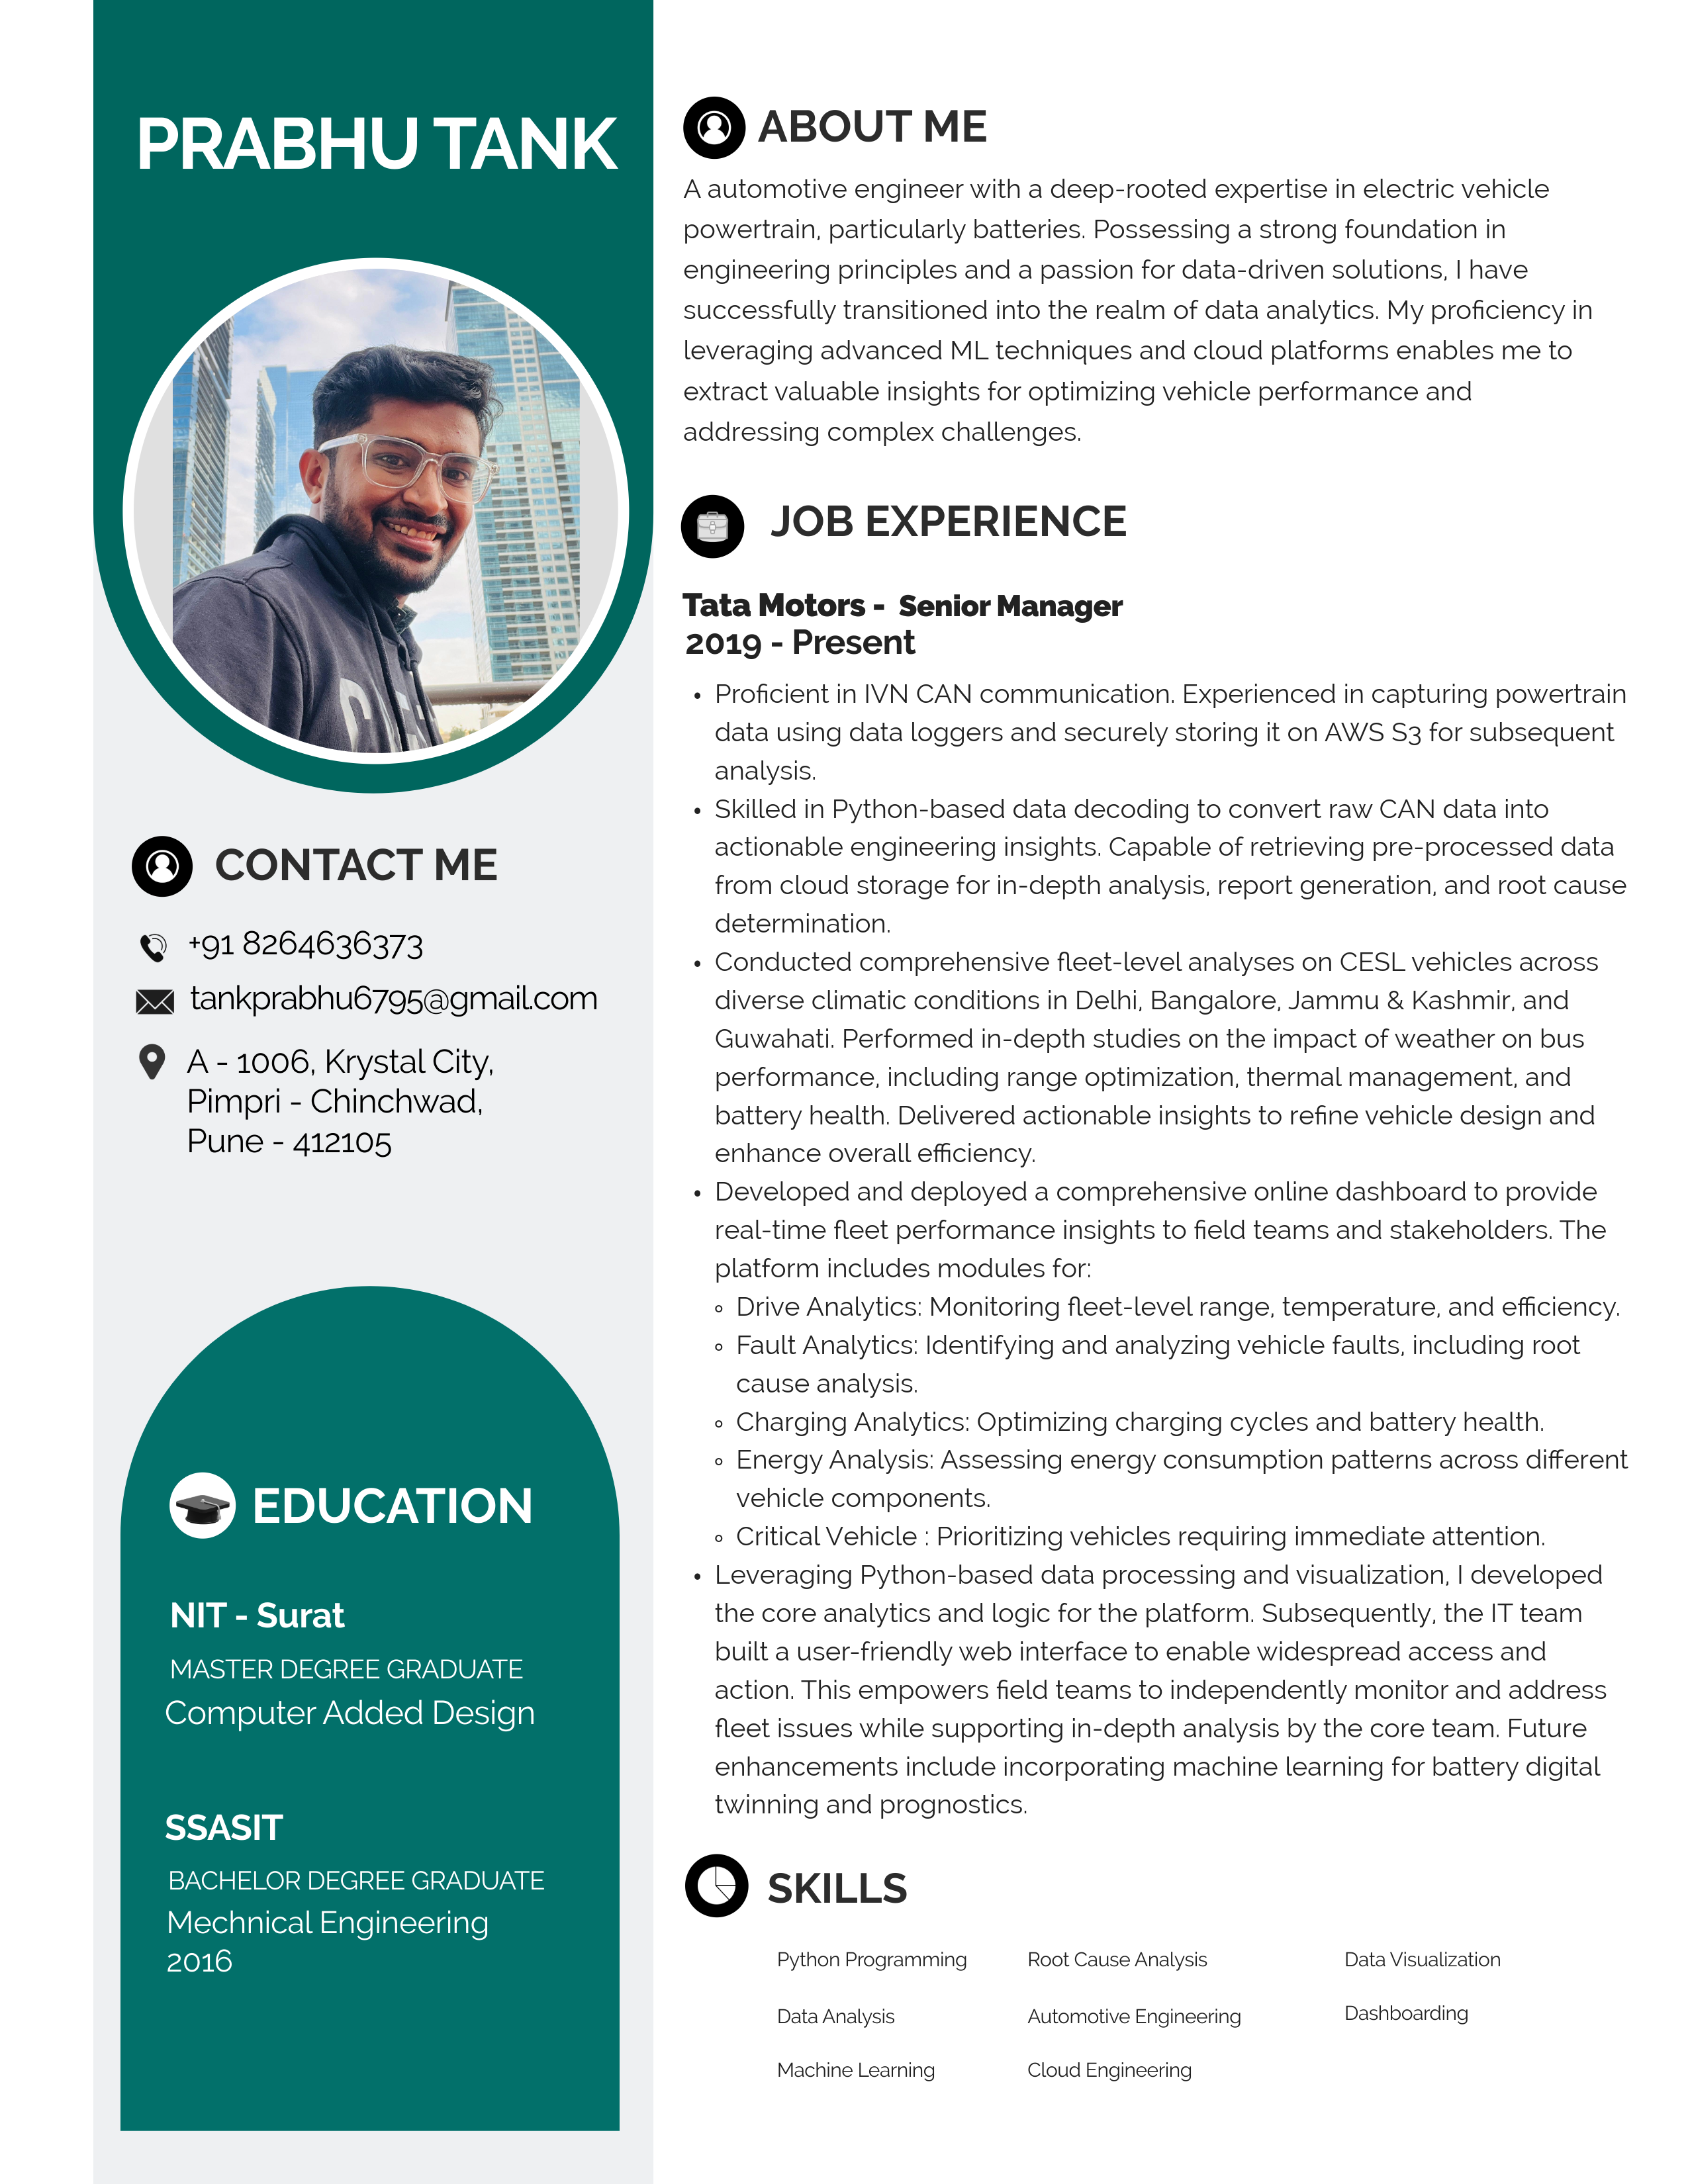 PRABHU TANK
CONTACT ME
+91 8264636373
tankprabhu6795@gmail.com
A - 1006, Krystal City,
Pimpri - Chinchwad,
Pune - 412105
EDUCATION
NIT - Surat
MASTER DEGREE GRADUATE
Computer Added Design
SSASIT
BACHELOR DEGREE GRADUATE
Mechnical Engineering
2016
ABOUT ME
A automotive engineer with a deep-rooted expertise in electric vehicle
powertrain, particularly batteries. Possessing a strong foundation in
engineering principles and a passion for data-driven solutions, I have
successfully transitioned into the realm of data analytics. My proficiency in
leveraging advanced ML techniques and cloud platforms enables me to
extract valuable insights for optimizing vehicle performance and
addressing complex challenges.
JOB EXPERIENCE
Tata Motors - Senior Manager
2019 - Present
• Proficient in IVN CAN communication. Experienced in capturing powertrain
data using data loggers and securely storing it on AWS S3 for subsequent
analysis.
• Skilled in Python-based data decoding to convert raw CAN data into
actionable engineering insights. Capable of retrieving pre-processed data
from cloud storage for in-depth analysis, report generation, and root cause
determination.
• Conducted comprehensive fleet-level analyses on CESL vehicles across
diverse climatic conditions in Delhi, Bangalore, Jammu & Kashmir, and
Guwahati. Performed in-depth studies on the impact of weather on bus
performance, including range optimization, thermal management, and
battery health. Delivered actionable insights to refine vehicle design and
enhance overall efficiency.
• Developed and deployed a comprehensive online dashboard to provide
real-time fleet performance insights to field teams and stakeholders. The
platform includes modules for:
◦ Drive Analytics: Monitoring fleet-level range, temperature, and efficiency.
◦ Fault Analytics: Identifying and analyzing vehicle faults, including root
cause analysis.
◦ Charging Analytics: Optimizing charging cycles and battery health.
◦ Energy Analysis: Assessing energy consumption patterns across different
vehicle components.
◦ Critical Vehicle : Prioritizing vehicles requiring immediate attention.
• Leveraging Python-based data processing and visualization, I developed
the core analytics and logic for the platform. Subsequently, the IT team
built a user-friendly web interface to enable widespread access and
action. This empowers field teams to independently monitor and address
fleet issues while supporting in-depth analysis by the core team. Future
enhancements include incorporating machine learning for battery digital
twinning and prognostics.
SKILLS
Python Programming Root Cause Analysis Data Visualization
Data Analysis Automotive Engineering Dashboarding
Machine Learning Cloud Engineering